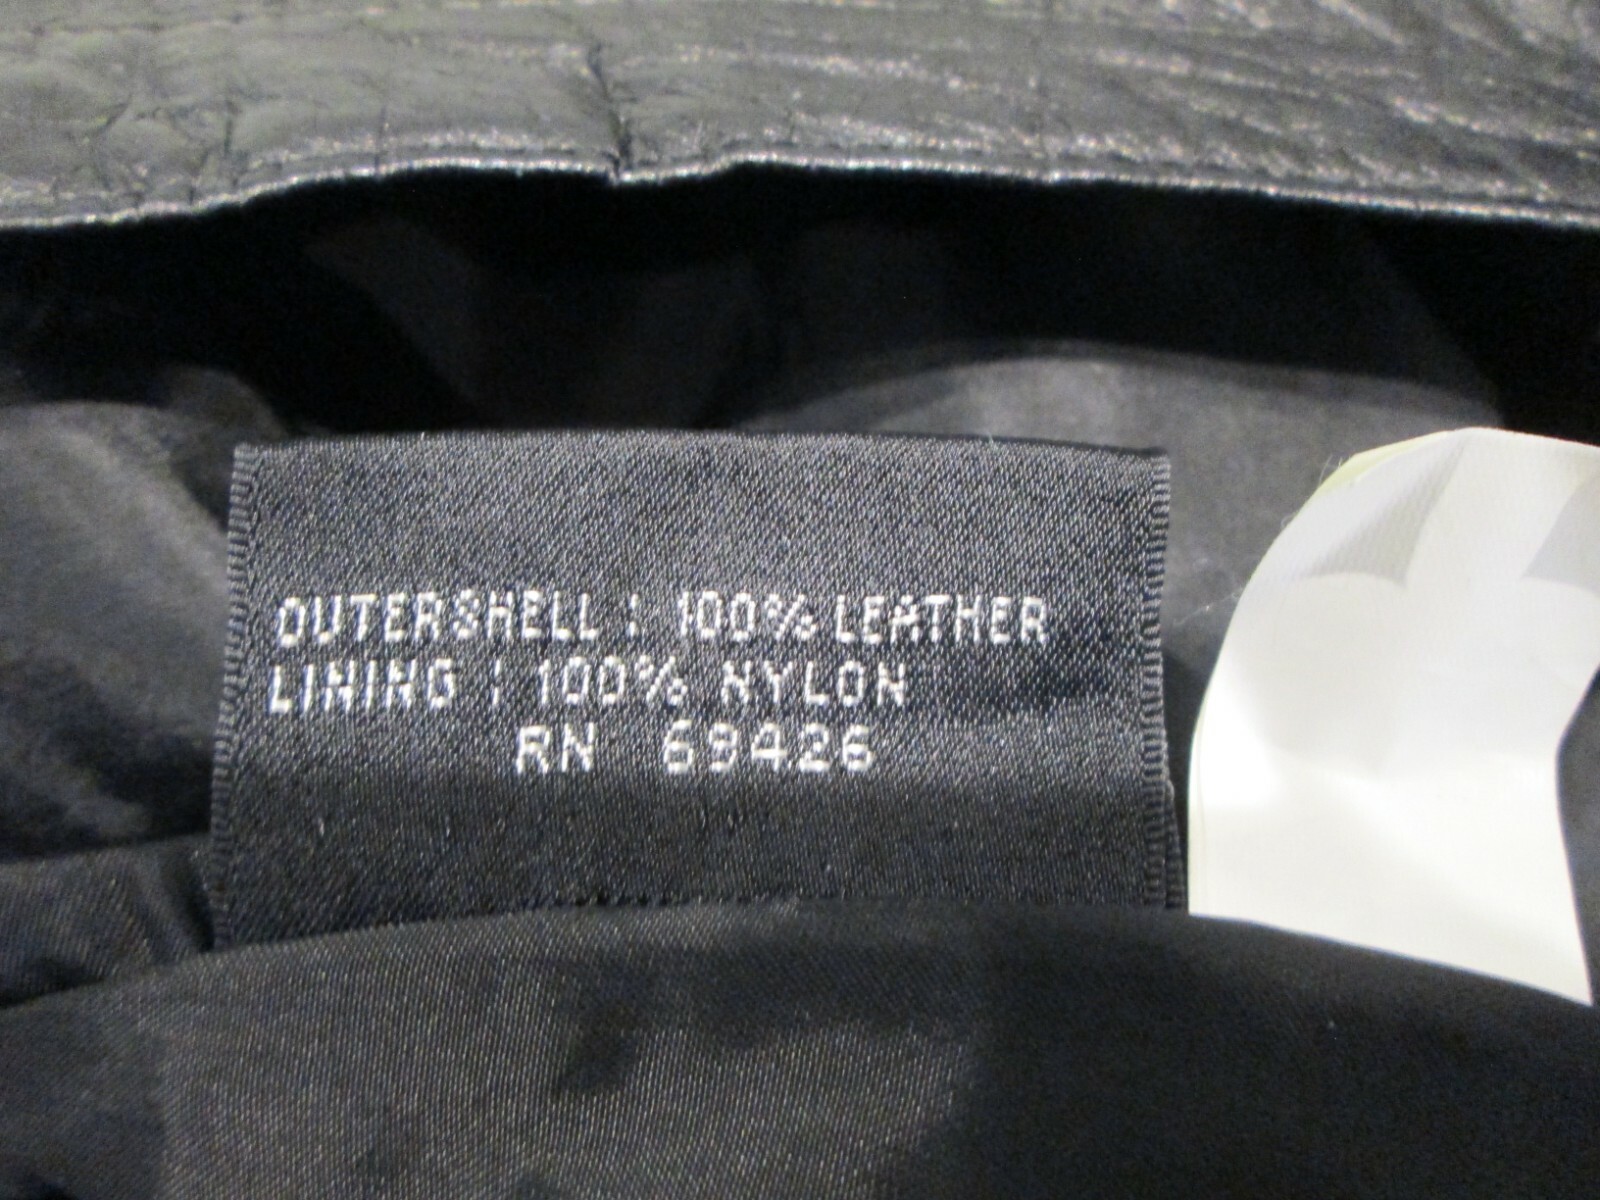 OUTERSHELL : 100% LEATHER
LINING : 100% NYLON
RN 69426